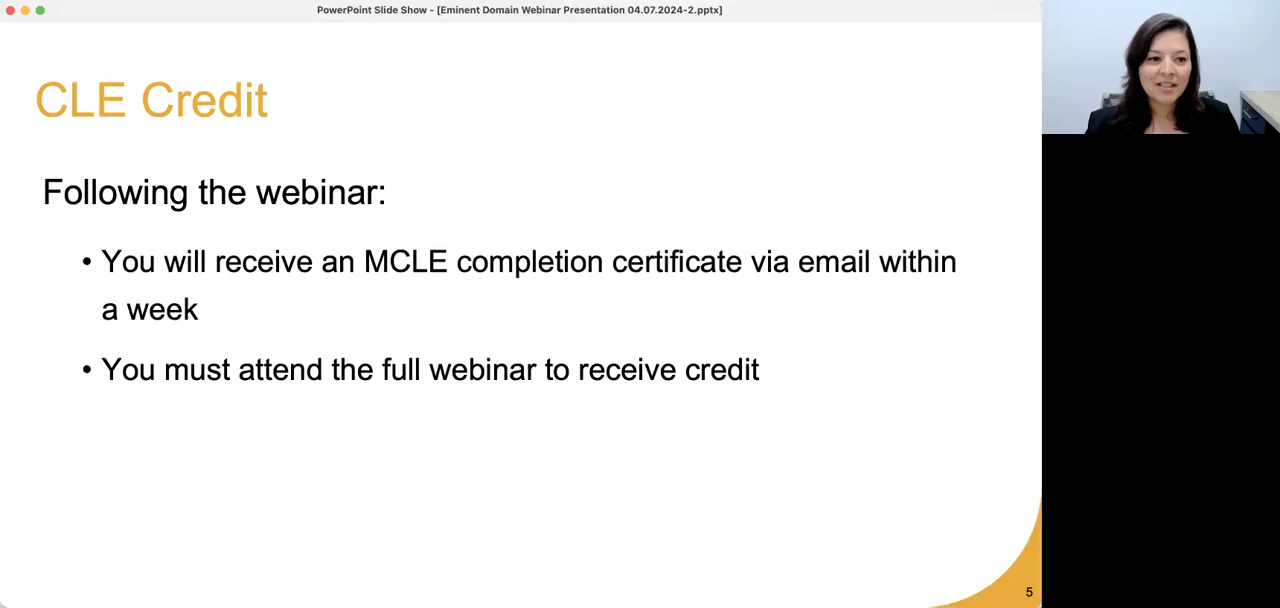 PowerPoint Slide Show - [Eminent Domain Webinar Presentation 04.07.2024-2.pptx]
CLE Credit
Following the webinar:
• You will receive an MCLE completion certificate via email within
a week
• You must attend the full webinar to receive credit
5